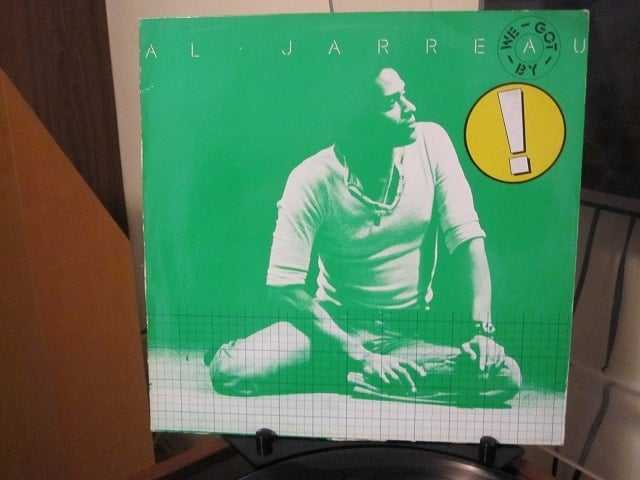 AL · JARREAU
WE - GOT - BY
!